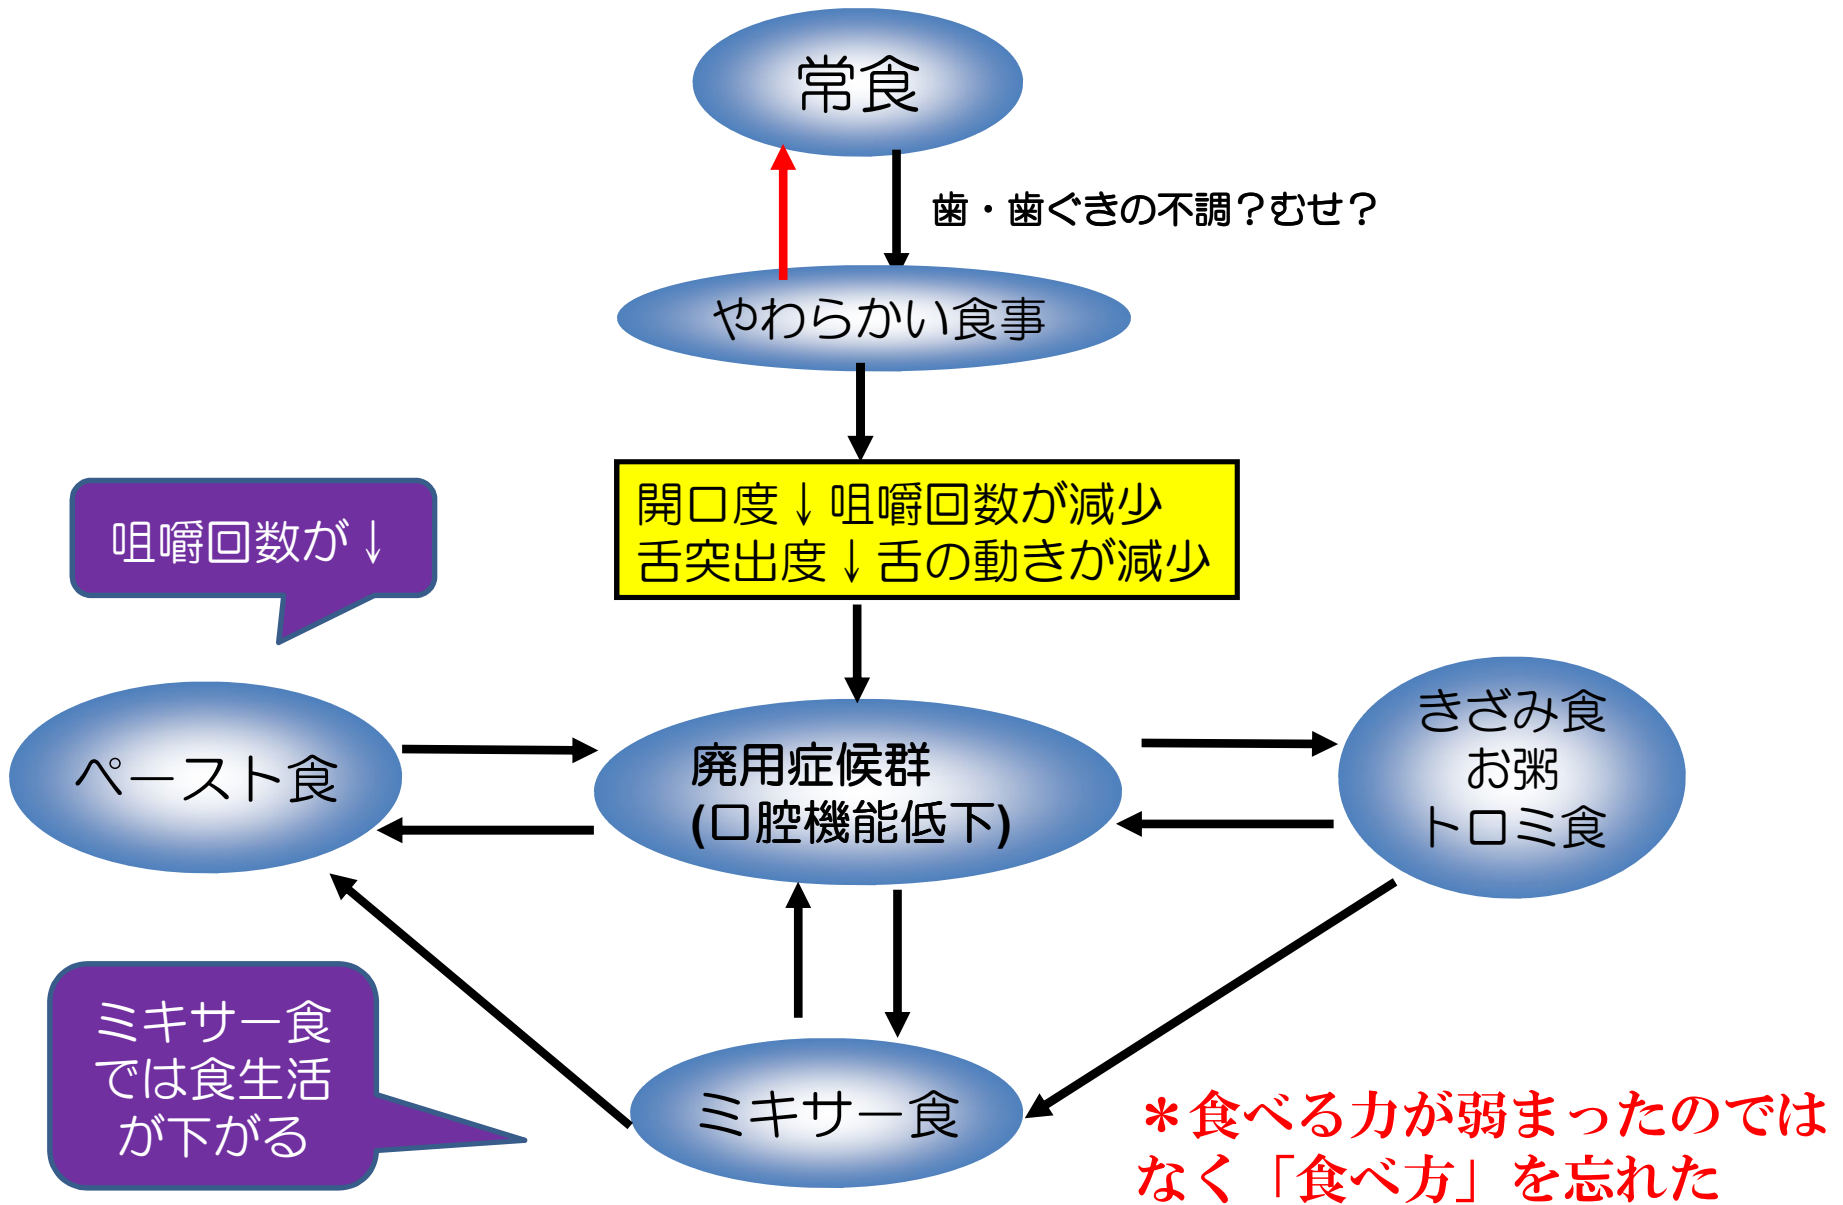 常食
歯・歯ぐきの不調？むせ？
やわらかい食事
開口度↓咀嚼回数が減少
舌突出度↓舌の動きが減少
咀嚼回数が↓
ペースト食
廃用症候群
(口腔機能低下)
きざみ食
お粥
トロミ食
ミキサー食
では食生活
が下がる
ミキサー食
＊食べる力が弱まったのでは
なく「食べ方」を忘れた